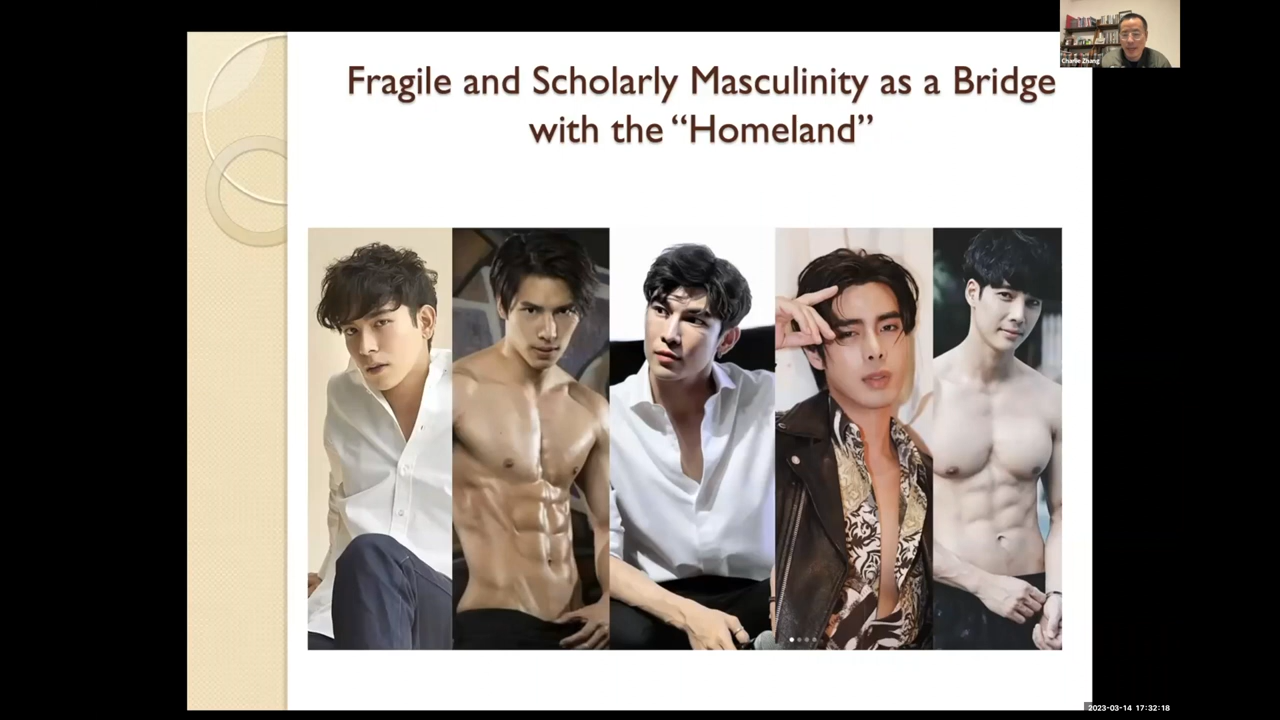 Charlie Zhang
Fragile and Scholarly Masculinity as a Bridge
with the “Homeland”
2023-03-14 17:32:18